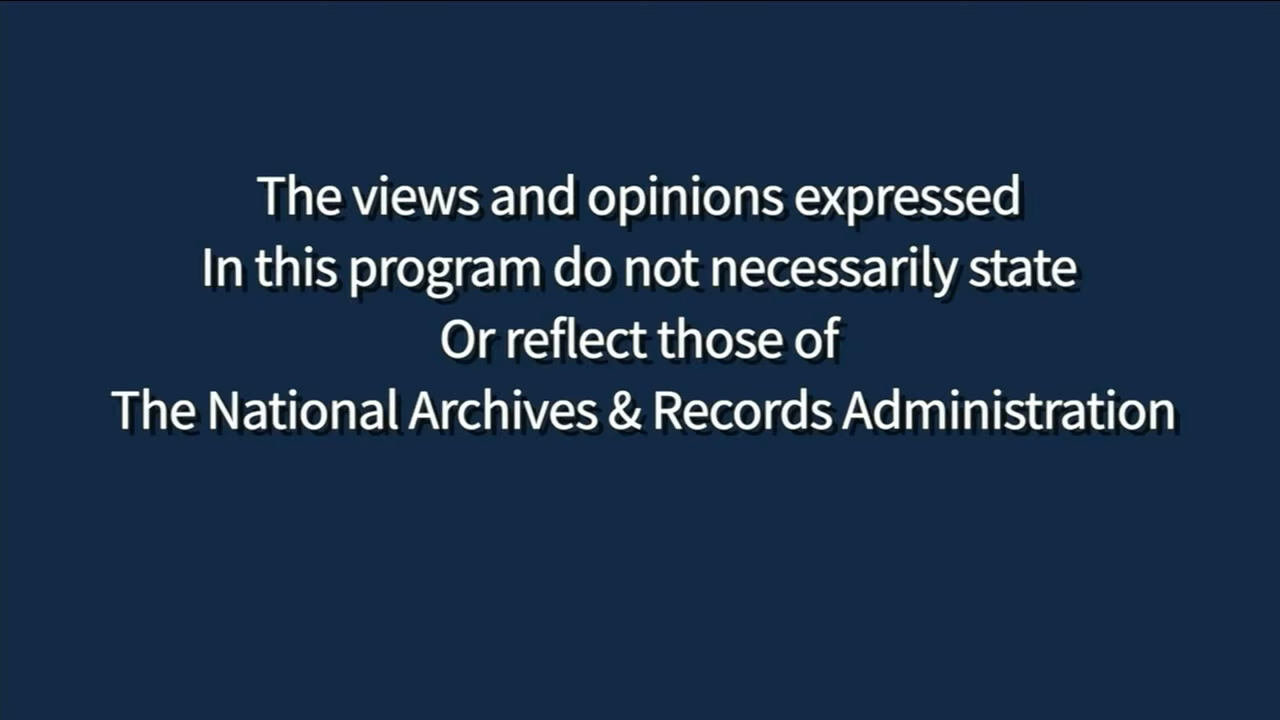 The views and opinions expressed
In this program do not necessarily state
Or reflect those of
The National Archives & Records Administration